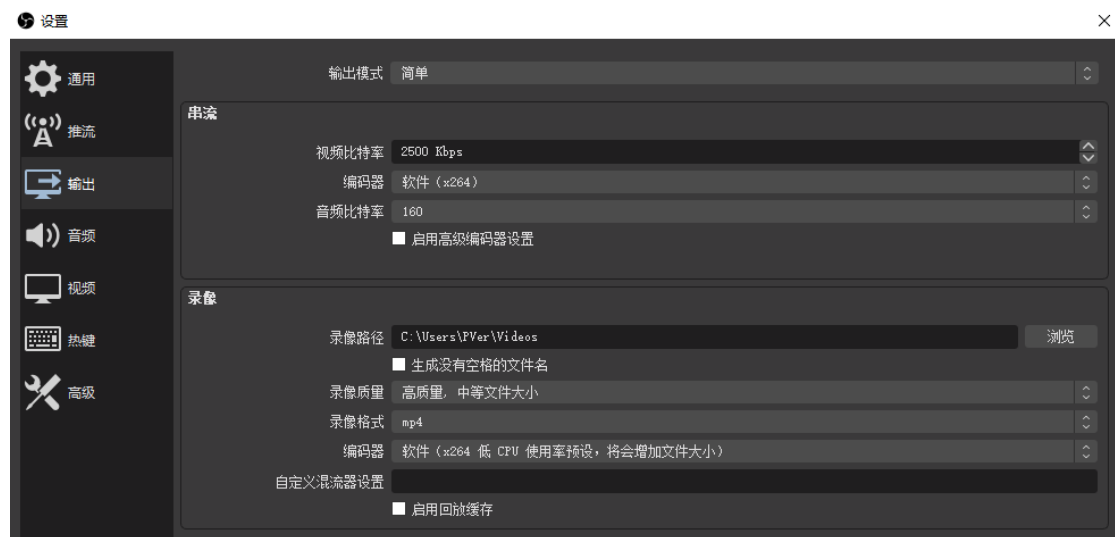 设置
通用
推流
输出
音频
视频
热键
高级
输出模式 简单
串流
视频比特率 2500 Kbps
编码器 软件（x264）
音频比特率 160
启用高级编码器设置
录像
录像路径 C:\Users\PVer\Videos 浏览
生成没有空格的文件名
录像质量 高质量, 中等文件大小
录像格式 mp4
编码器 软件（x264 低 CPU 使用率预设，将会增加文件大小）
自定义混流器设置
启用回放缓存